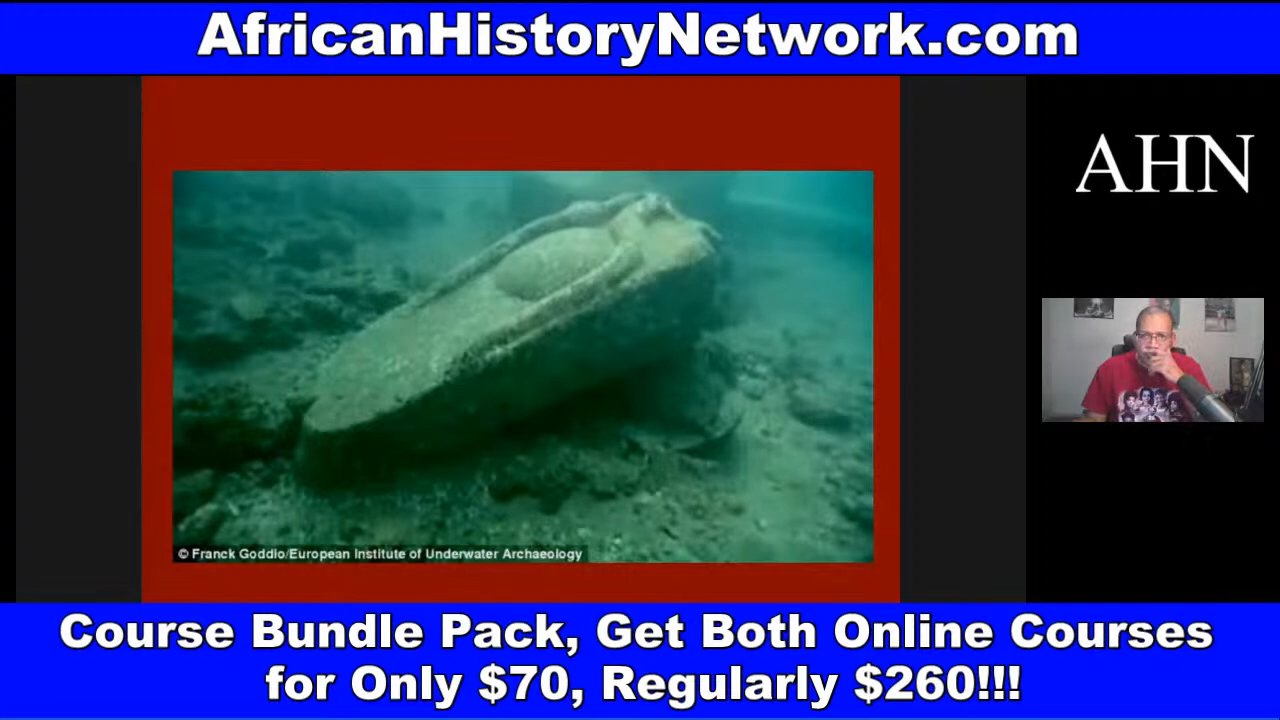 AfricanHistoryNetwork.com
AHN
© Franck Goddio/European Institute of Underwater Archaeology
Course Bundle Pack, Get Both Online Courses
for Only $70, Regularly $260!!!